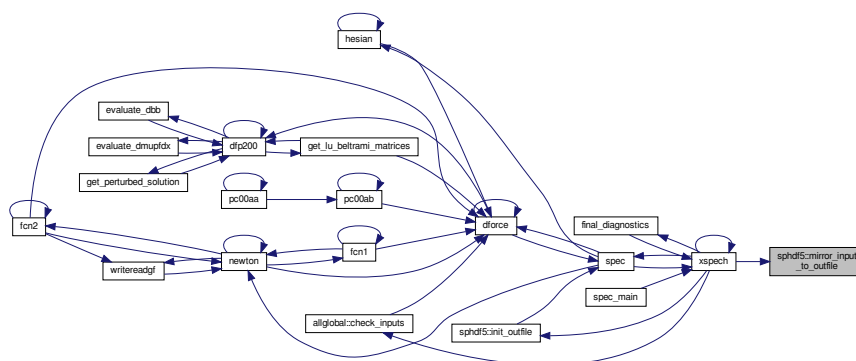 hesian
evaluate_dbb
evaluate_dmupfdx
dfp200
get_lu_beltrami_matrices
get_perturbed_solution
pc00aa
pc00ab
fcn2
dforce
final_diagnostics
fcn1
writereadgf
newton
spec
xspech
sphdf5::mirror_input
_to_outfile
spec_main
allglobal::check_inputs
sphdf5::init_outfile